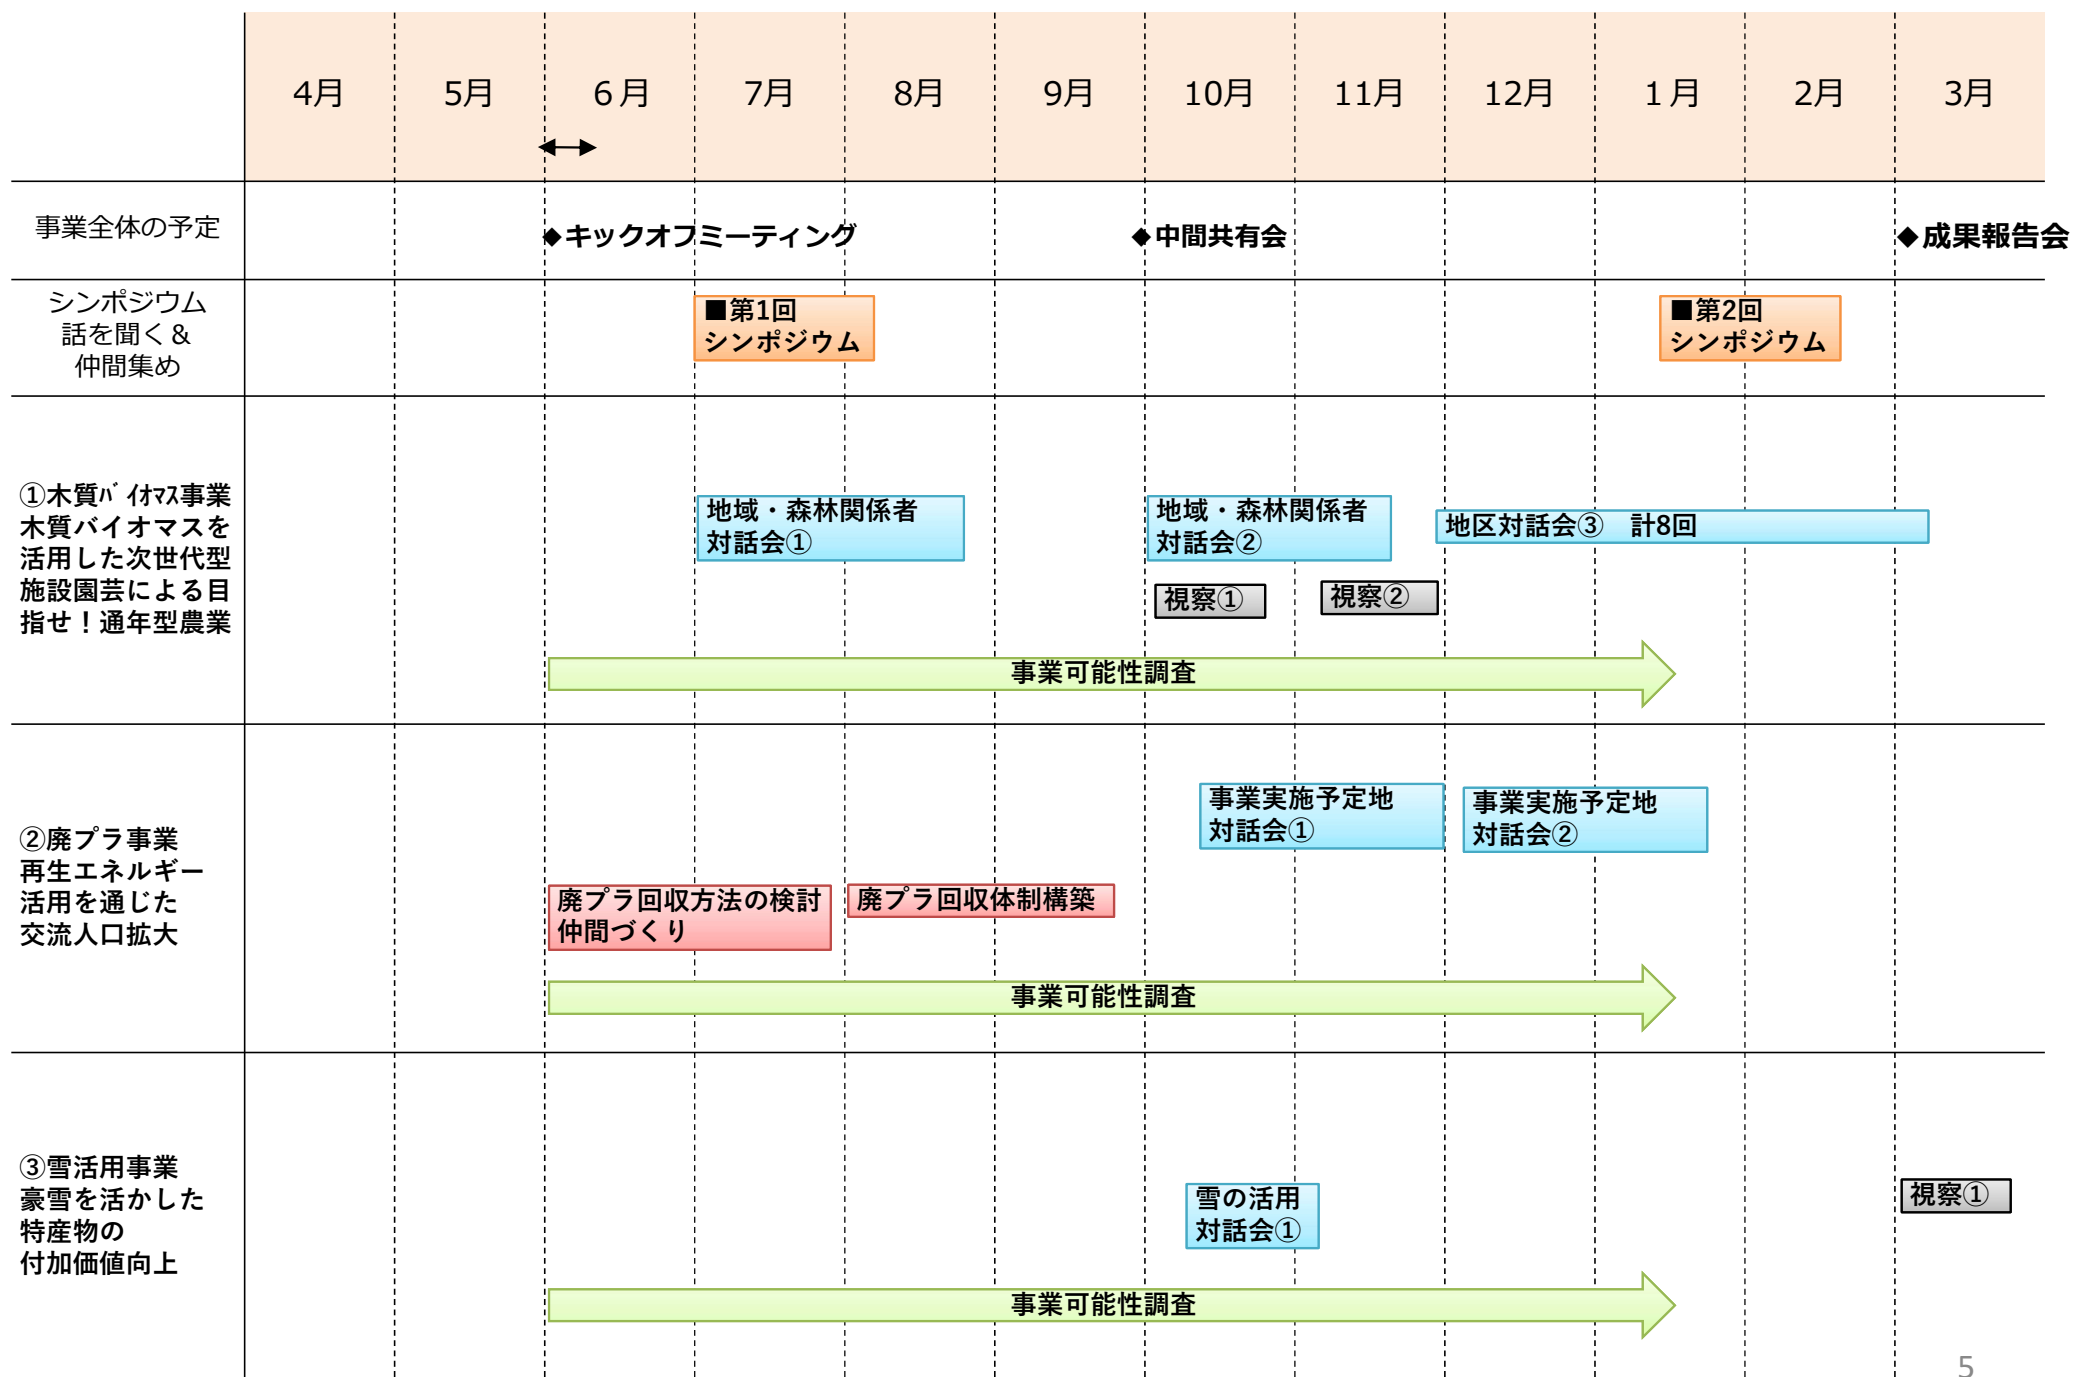 4月 5月 6月 7月 8月 9月 10月 11月 12月 1月 2月 3月
事業全体の予定
◆キックオフミーティング
◆中間共有会
◆成果報告会
シンポジウム
話を聞く＆
仲間集め
■第1回
シンポジウム
■第2回
シンポジウム
①木質ﾊﾞｲｵﾏｽ事業
木質バイオマスを
活用した次世代型
施設園芸による目
指せ！通年型農業
地域・森林関係者
対話会①
地域・森林関係者
対話会②
地区対話会③　計8回
視察①
視察②
事業可能性調査
②廃プラ事業
再生エネルギー
活用を通じた
交流人口拡大
事業実施予定地
対話会①
事業実施予定地
対話会②
廃プラ回収方法の検討
仲間づくり
廃プラ回収体制構築
事業可能性調査
③雪活用事業
豪雪を活かした
特産物の
付加価値向上
雪の活用
対話会①
視察①
事業可能性調査
5